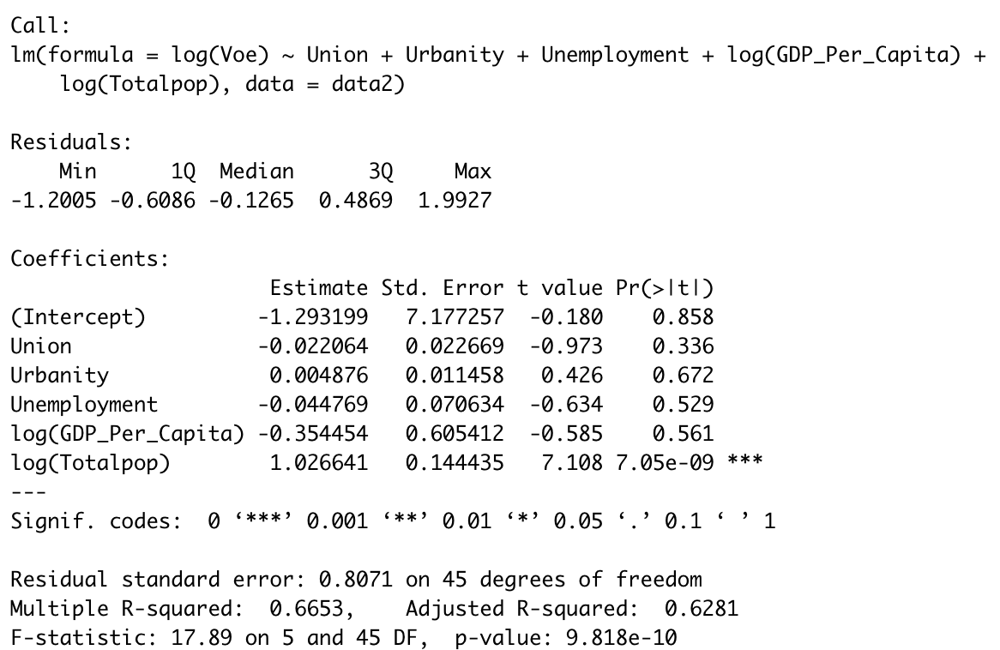 Call:
lm(formula = log(Voe) ~ Union + Urbanity + Unemployment + log(GDP_Per_Capita) +
    log(Totalpop), data = data2)

Residuals:
    Min      1Q  Median      3Q     Max
-1.2005 -0.6086 -0.1265  0.4869  1.9927

Coefficients:
                    Estimate Std. Error t value Pr(>|t|)
(Intercept)        -1.293199   7.177257  -0.180    0.858
Union              -0.022064   0.022669  -0.973    0.336
Urbanity            0.004876   0.011458   0.426    0.672
Unemployment       -0.044769   0.070634  -0.634    0.529
log(GDP_Per_Capita) -0.354454   0.605412  -0.585    0.561
log(Totalpop)       1.026641   0.144435   7.108 7.05e-09 ***
---
Signif. codes:  0 ‘***’ 0.001 ‘**’ 0.01 ‘*’ 0.05 ‘.’ 0.1 ‘ ’ 1

Residual standard error: 0.8071 on 45 degrees of freedom
Multiple R-squared:  0.6653,    Adjusted R-squared:  0.6281
F-statistic: 17.89 on 5 and 45 DF,  p-value: 9.818e-10